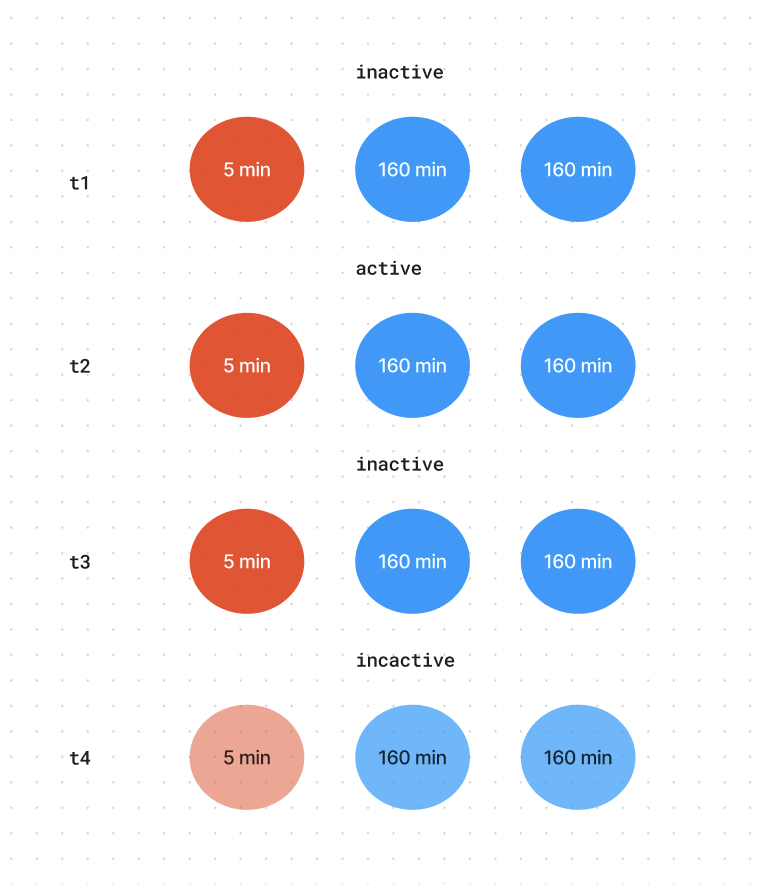 inactive
t1 5 min 160 min 160 min
active
t2 5 min 160 min 160 min
inactive
t3 5 min 160 min 160 min
incactive
t4 5 min 160 min 160 min